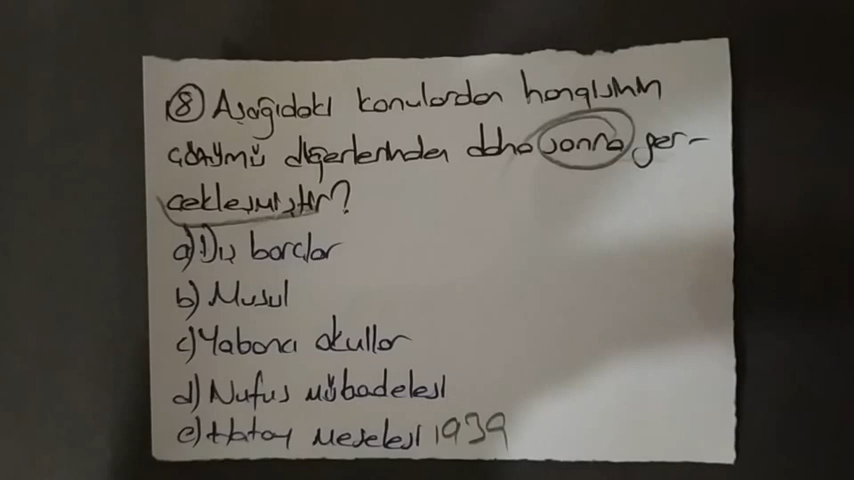 ⑧ Aşağıdaki konulardan hangisinin
çözümü diğerlerinden daha sonra ger-
çekleşmiştir?
a) Dış borçlar
b) Musul
c) Yabancı okullar
d) Nufus mübadelesi
e) Hatay Meselesi 1939